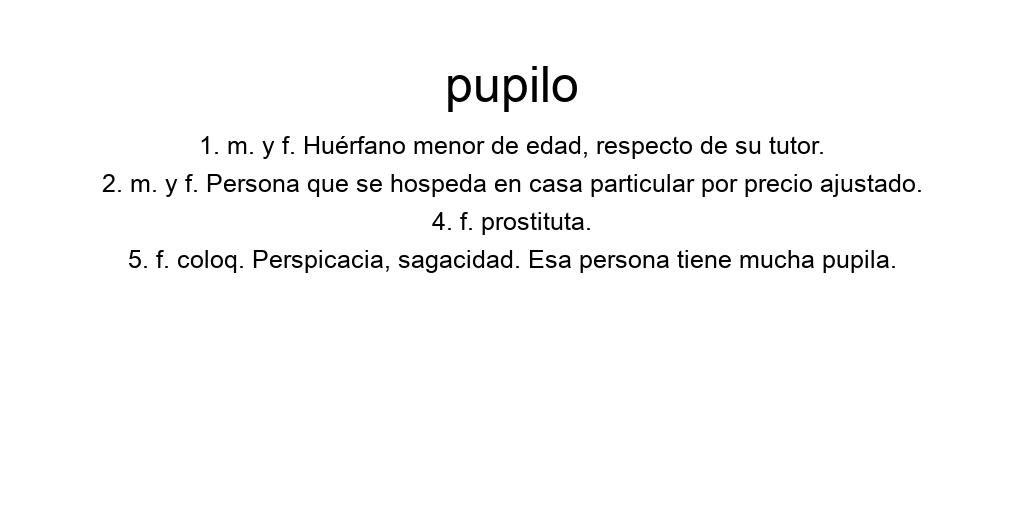 pupilo
1. m. y f. Huérfano menor de edad, respecto de su tutor.
2. m. y f. Persona que se hospeda en casa particular por precio ajustado.
4. f. prostituta.
5. f. coloq. Perspicacia, sagacidad. Esa persona tiene mucha pupila.